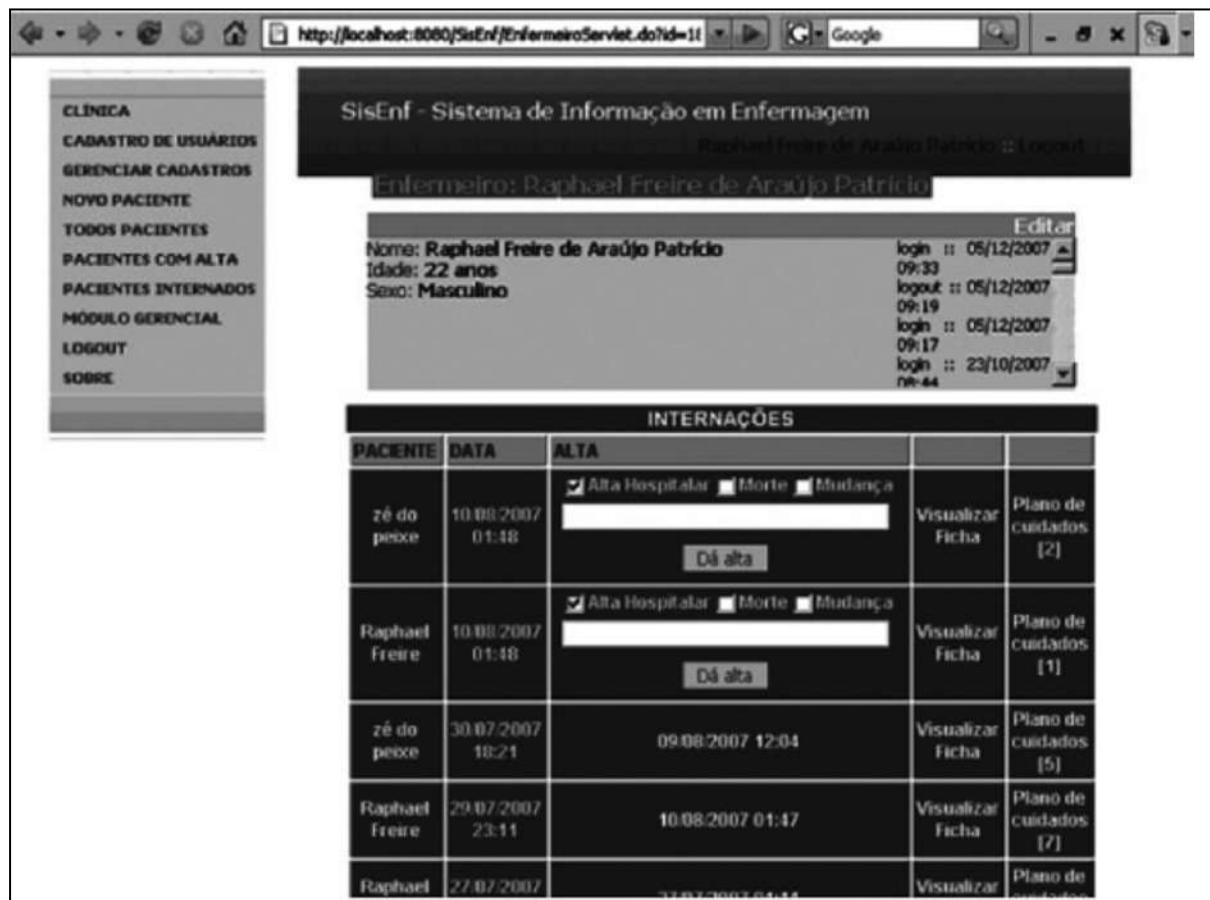 http://localhost:8080/SisEnf/EnfermeiroServlet.do?id=18
Google
CLÍNICA
CADASTRO DE USUÁRIOS
GERENCIAR CADASTROS
NOVO PACIENTE
TODOS PACIENTES
PACIENTES COM ALTA
PACIENTES INTERNADOS
MÓDULO GERENCIAL
LOGOUT
SOBRE
SisEnf - Sistema de Informação em Enfermagem
Raphael Freire de Araújo Patrício :: Logout
Enfermeiro: Raphael Freire de Araújo Patrício
Editar
Nome: Raphael Freire de Araújo Patrício
Idade: 22 anos
Sexo: Masculino
login :: 05/12/2007
09:33
logout :: 05/12/2007
09:19
login :: 05/12/2007
09:17
login :: 23/10/2007
08:44
INTERNAÇÕES
PACIENTE DATA ALTA
zé do peixe
10/08/2007 01:48
Alta Hospitalar Morte Mudança
Dá alta
Visualizar Ficha
Plano de cuidados [2]
Raphael Freire
10/08/2007 01:48
Alta Hospitalar Morte Mudança
Dá alta
Visualizar Ficha
Plano de cuidados [1]
zé do peixe
30/07/2007 18:21
09/08/2007 12:04
Visualizar Ficha
Plano de cuidados [5]
Raphael Freire
29/07/2007 23:11
10/08/2007 01:47
Visualizar Ficha
Plano de cuidados [7]
Raphael
27/07/2007
Visualizar
Plano de